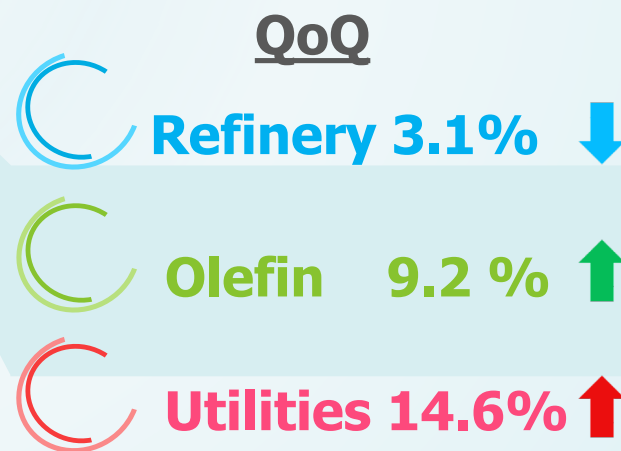 QoQ
Refinery 3.1%
Olefin 9.2 %
Utilities 14.6%